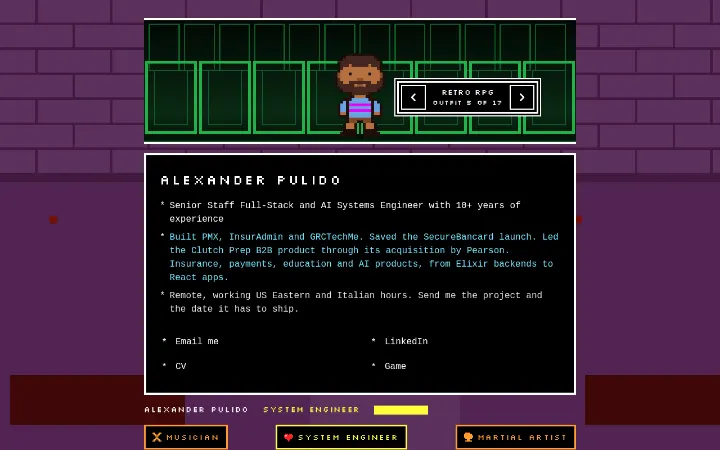 RETRO RPG
OUTFIT 5 OF 17
ALEXANDER PULIDO
* Senior Staff Full-Stack and AI Systems Engineer with 10+ years of
experience
* Built PMX, InsurAdmin and GRCTechMe. Saved the SecureBancard launch. Led
the Clutch Prep B2B product through its acquisition by Pearson.
Insurance, payments, education and AI products, from Elixir backends to
React apps.
* Remote, working US Eastern and Italian hours. Send me the project and
the date it has to ship.
* Email me * LinkedIn
* CV * Game
ALEXANDER PULIDO SYSTEM ENGINEER
MUSICIAN SYSTEM ENGINEER MARTIAL ARTIST